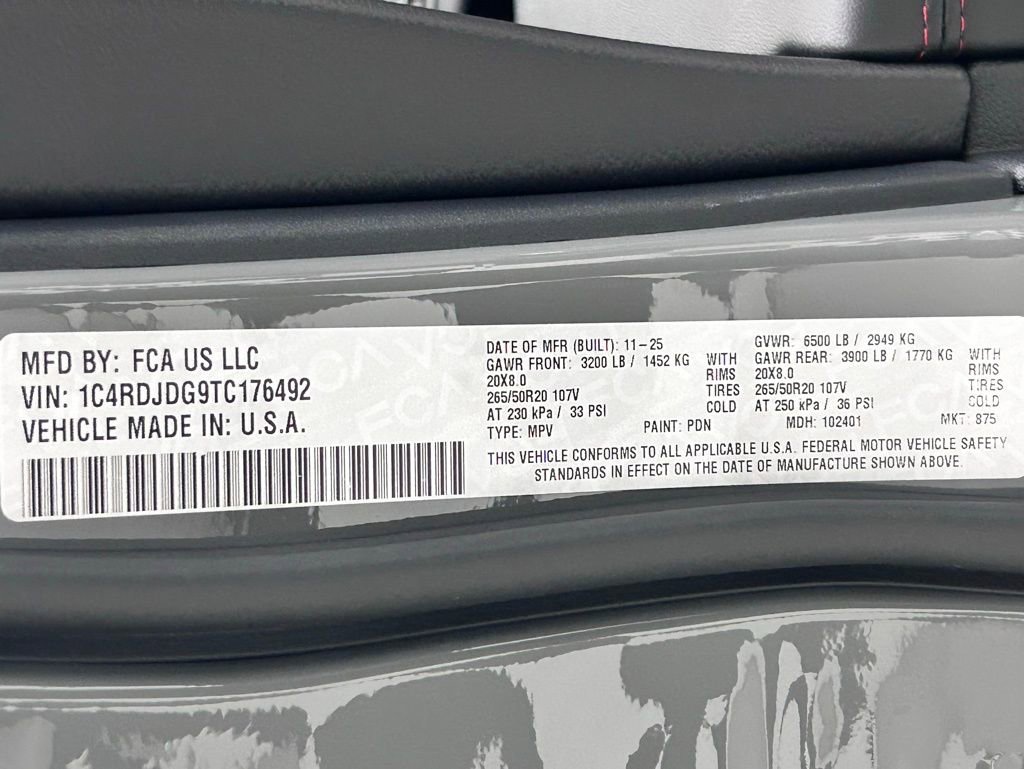 MFD BY: FCA US LLC
VIN: 1C4RDJDG9TC176492
VEHICLE MADE IN: U.S.A.
DATE OF MFR (BUILT): 11-25
GAWR FRONT: 3200 LB / 1452 KG WITH
20X8.0 RIMS
265/50R20 107V TIRES
AT 230 kPa / 33 PSI COLD
TYPE: MPV PAINT: PDN
GVWR: 6500 LB / 2949 KG
GAWR REAR: 3900 LB / 1770 KG WITH
20X8.0 RIMS
265/50R20 107V TIRES
AT 250 kPa / 36 PSI COLD
MDH: 102401 MKT: 875
THIS VEHICLE CONFORMS TO ALL APPLICABLE U.S.A. FEDERAL MOTOR VEHICLE SAFETY
STANDARDS IN EFFECT ON THE DATE OF MANUFACTURE SHOWN ABOVE.